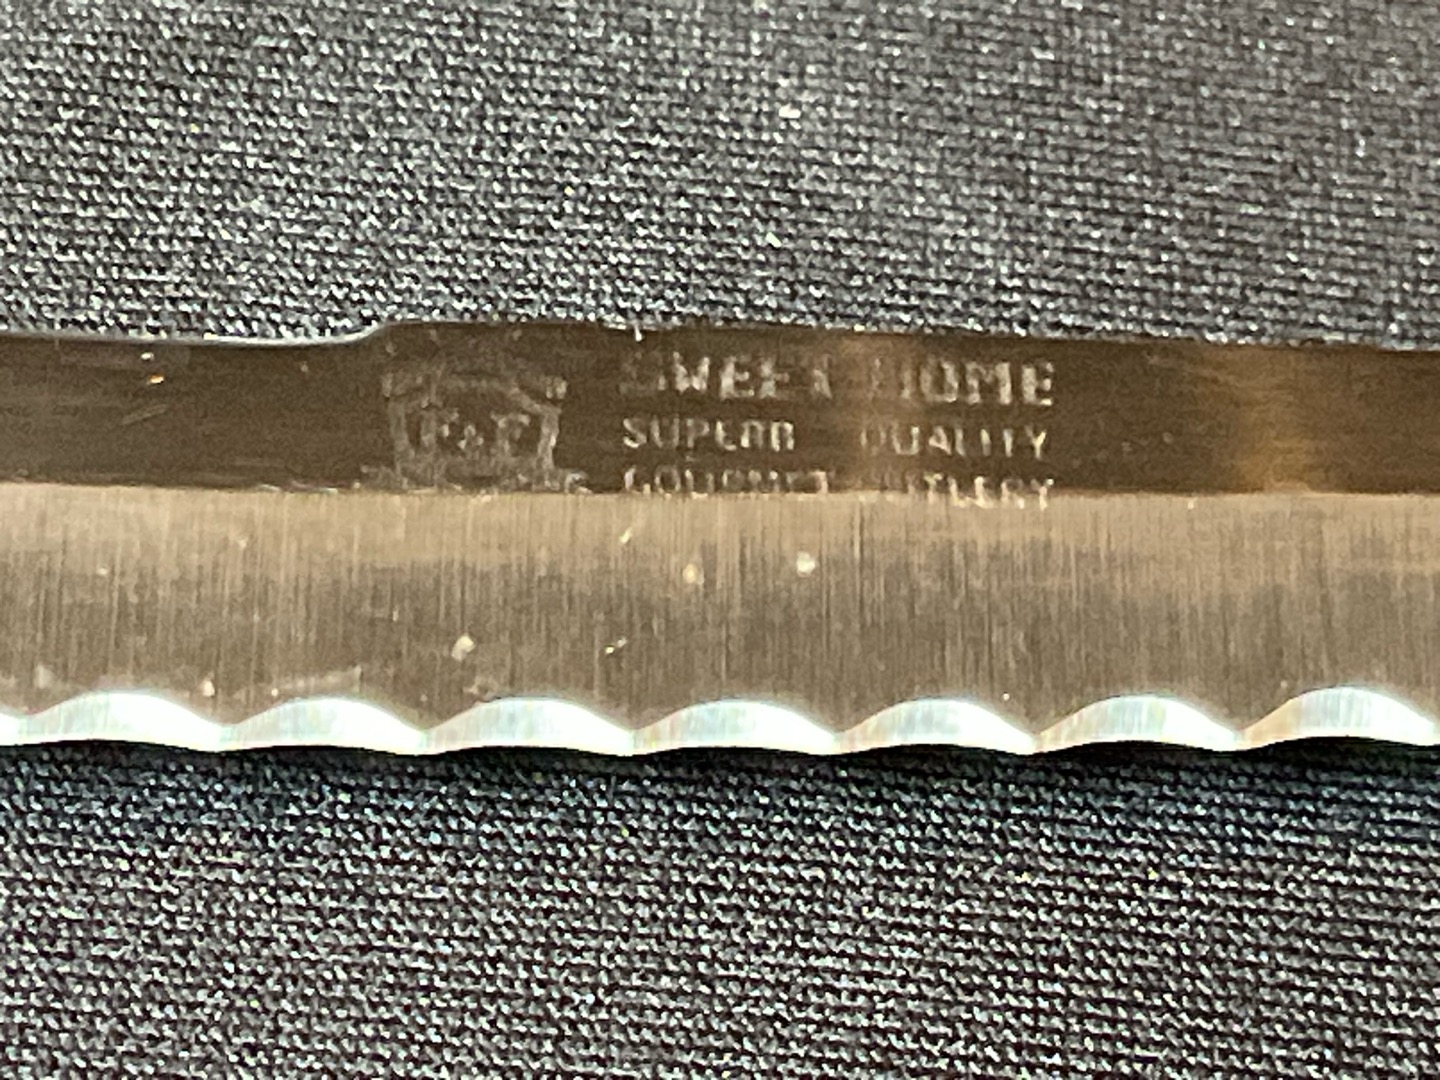 F&F
SWEET HOME
SUPERB QUALITY
GOURMET CUTLERY